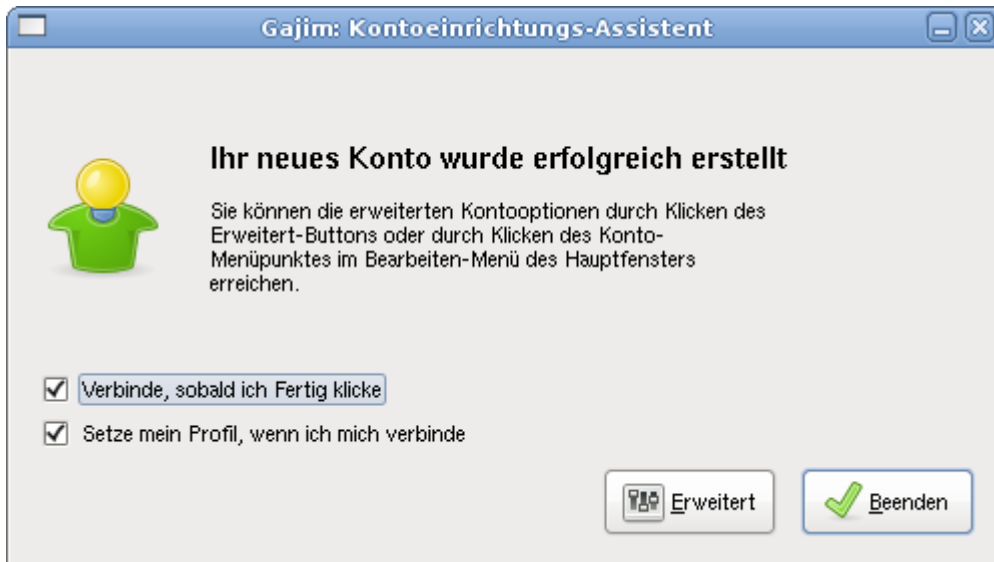 Gajim: Kontoeinrichtungs-Assistent
Ihr neues Konto wurde erfolgreich erstellt
Sie können die erweiterten Kontooptionen durch Klicken des
Erweitert-Buttons oder durch Klicken des Konto-
Menüpunktes im Bearbeiten-Menü des Hauptfensters
erreichen.
Verbinde, sobald ich Fertig klicke
Setze mein Profil, wenn ich mich verbinde
Erweitert
Beenden